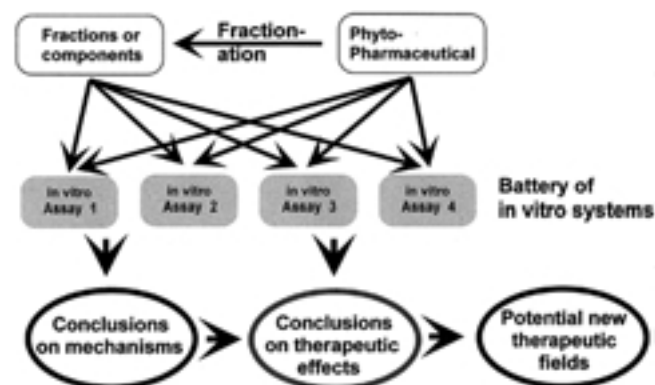 Fractions or
components
Fraction-
ation
Phyto-
Pharmaceutical
in vitro
Assay 1
in vitro
Assay 2
in vitro
Assay 3
in vitro
Assay 4
Battery of
in vitro systems
Conclusions
on mechanisms
Conclusions
on therapeutic
effects
Potential new
therapeutic
fields